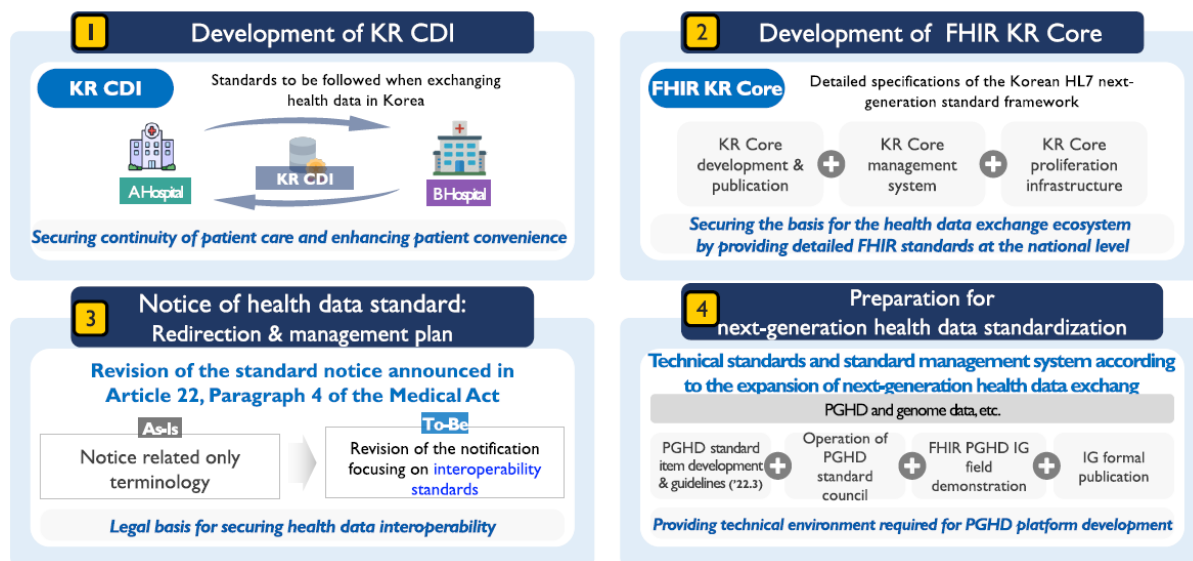 1
Development of KR CDI
KR CDI
Standards to be followed when exchanging
health data in Korea
KR CDI
A Hospital
B Hospital
Securing continuity of patient care and enhancing patient convenience
2
Development of FHIR KR Core
FHIR KR Core
Detailed specifications of the Korean HL7 next-
generation standard framework
KR Core
development &
publication
KR Core
management
system
KR Core
proliferation
infrastructure
Securing the basis for the health data exchange ecosystem
by providing detailed FHIR standards at the national level
3
Notice of health data standard:
Redirection & management plan
Revision of the standard notice announced in
Article 22, Paragraph 4 of the Medical Act
As-Is
Notice related only
terminology
To-Be
Revision of the notification
focusing on interoperability
standards
Legal basis for securing health data interoperability
4
Preparation for
next-generation health data standardization
Technical standards and standard management system according
to the expansion of next-generation health data exchang
PGHD and genome data, etc.
PGHD standard
item development
& guidelines ('22.3)
Operation of
PGHD
standard
council
FHIR PGHD IG
field
demonstration
IG formal
publication
Providing technical environment required for PGHD platform development